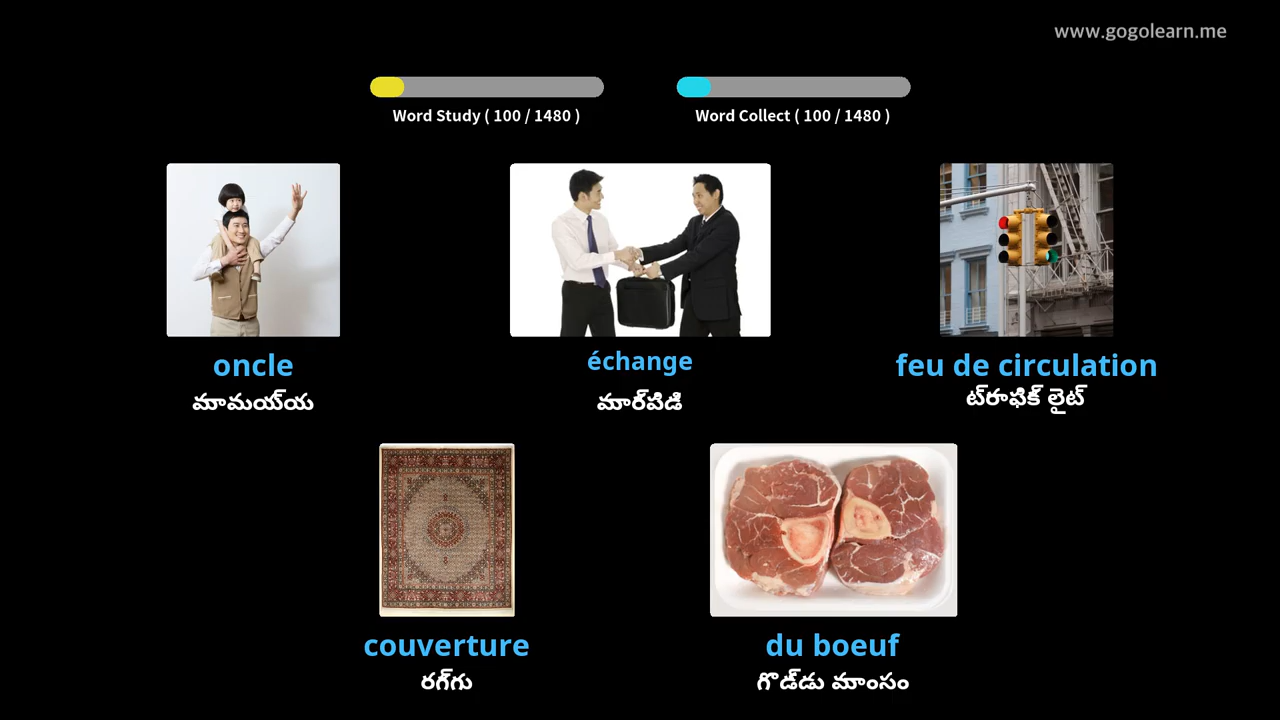 www.gogolearn.me
Word Study ( 100 / 1480 )
Word Collect ( 100 / 1480 )
oncle
échange
feu de circulation
మామయ్‌య
మార్‌పిడి
ట్‌రాఫిక్ లైట్
couverture
du boeuf
రగ్‌గు
గొడ్‌డు మాంసం